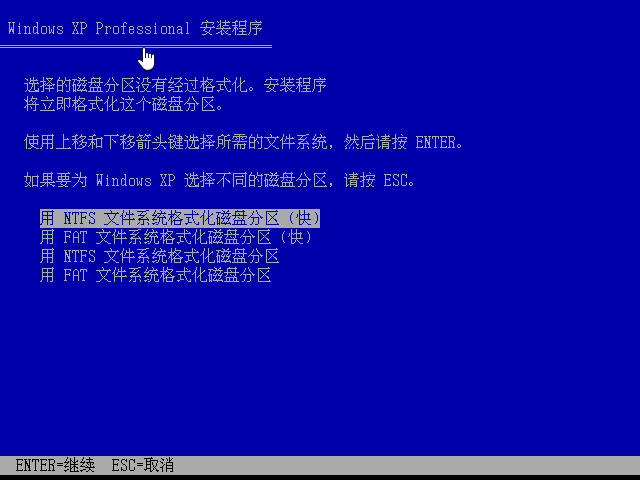 Windows XP Professional 安装程序
选择的磁盘分区没有经过格式化。安装程序
将立即格式化这个磁盘分区。
使用上移和下移箭头键选择所需的文件系统，然后请按 ENTER。
如果要为 Windows XP 选择不同的磁盘分区，请按 ESC。
用 NTFS 文件系统格式化磁盘分区（快）
用 FAT 文件系统格式化磁盘分区（快）
用 NTFS 文件系统格式化磁盘分区
用 FAT 文件系统格式化磁盘分区
ENTER=继续 ESC=取消